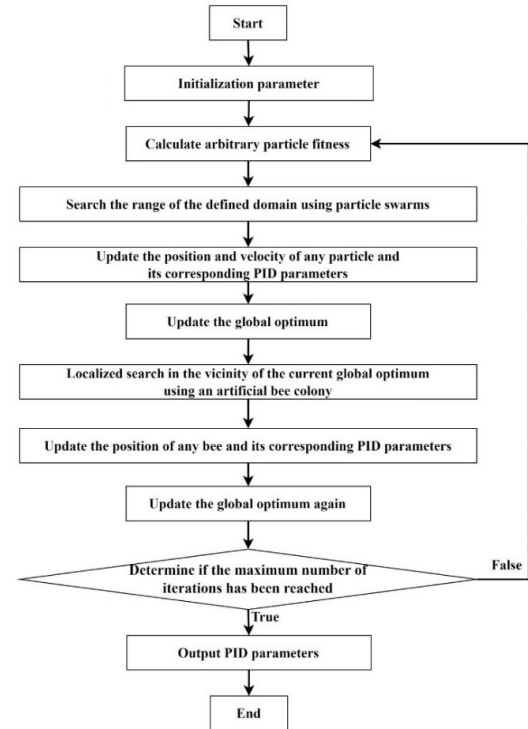 Start
Initialization parameter
Calculate arbitrary particle fitness
Search the range of the defined domain using particle swarms
Update the position and velocity of any particle and
its corresponding PID parameters
Update the global optimum
Localized search in the vicinity of the current global optimum
using an artificial bee colony
Update the position of any bee and its corresponding PID parameters
Update the global optimum again
Determine if the maximum number of
iterations has been reached
False
True
Output PID parameters
End